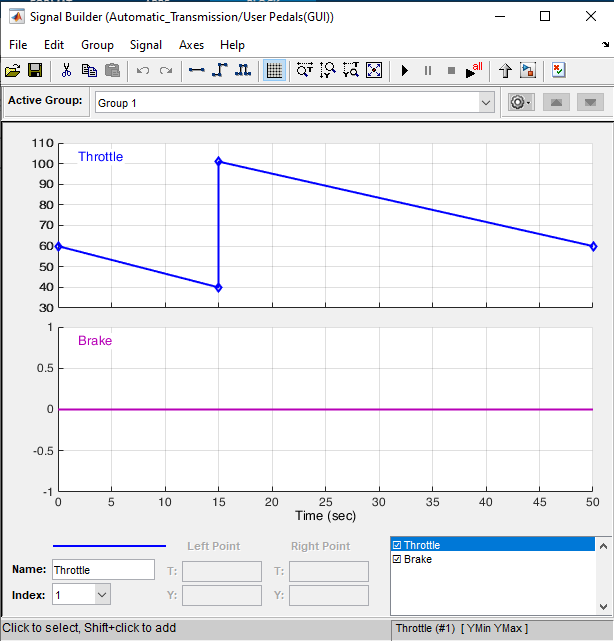 Signal Builder (Automatic_Transmission/User Pedals(GUI))
File Edit Group Signal Axes Help
all
Active Group: Group 1
110
Throttle
100
90
80
70
60
50
40
30
1
Brake
0.5
0
-0.5
-1
0 5 10 15 20 25 30 35 40 45 50
Time (sec)
Left Point Right Point
Throttle
Brake
Name: Throttle T: T:
Index: 1 Y: Y:
Click to select, Shift+click to add
Throttle (#1) [ YMin YMax ]